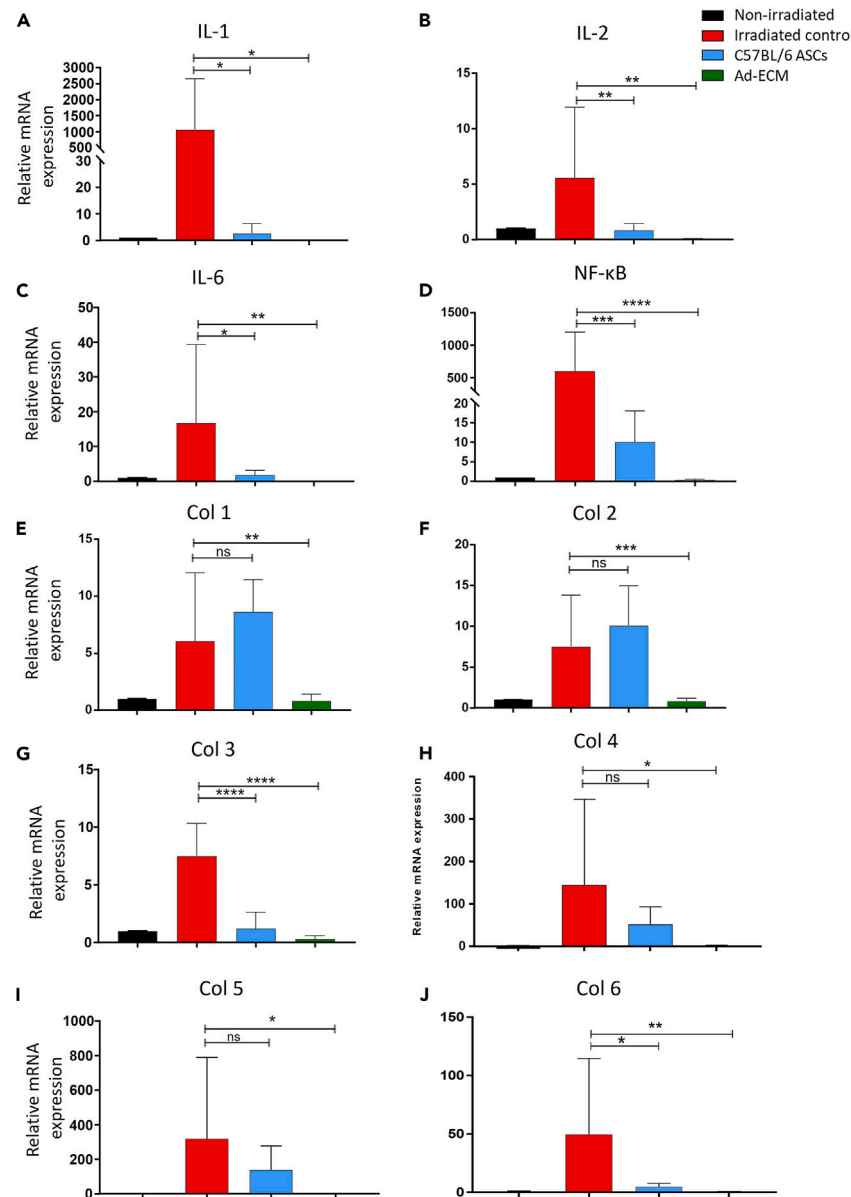 A
IL-1
Relative mRNA
expression
3000
2500
2000
1500
1000
500
30
20
10
0
*
*
B
IL-2
15
10
5
0
**
**
Non-irradiated
Irradiated contro
C57BL/6 ASCs
Ad-ECM
C
IL-6
Relative mRNA
expression
50
40
30
20
10
0
**
*
D
NF-κB
1500
1000
500
20
15
10
5
0
****
***
E
Col 1
Relative mRNA
expression
15
10
5
0
**
ns
F
Col 2
20
15
10
5
0
***
ns
G
Col 3
Relative mRNA
expression
15
10
5
0
****
****
H
Col 4
Relative mRNA expression
400
300
200
100
0
*
ns
I
Col 5
Relative mRNA
expression
1000
800
600
400
200
0
*
ns
J
Col 6
150
100
50
0
**
*